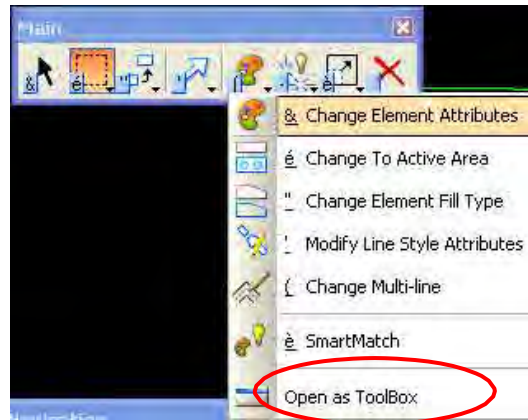 Main
& é " ' ( è
& Change Element Attributes
é Change To Active Area
" Change Element Fill Type
' Modify Line Style Attributes
( Change Multi-line
è SmartMatch
Open as ToolBox